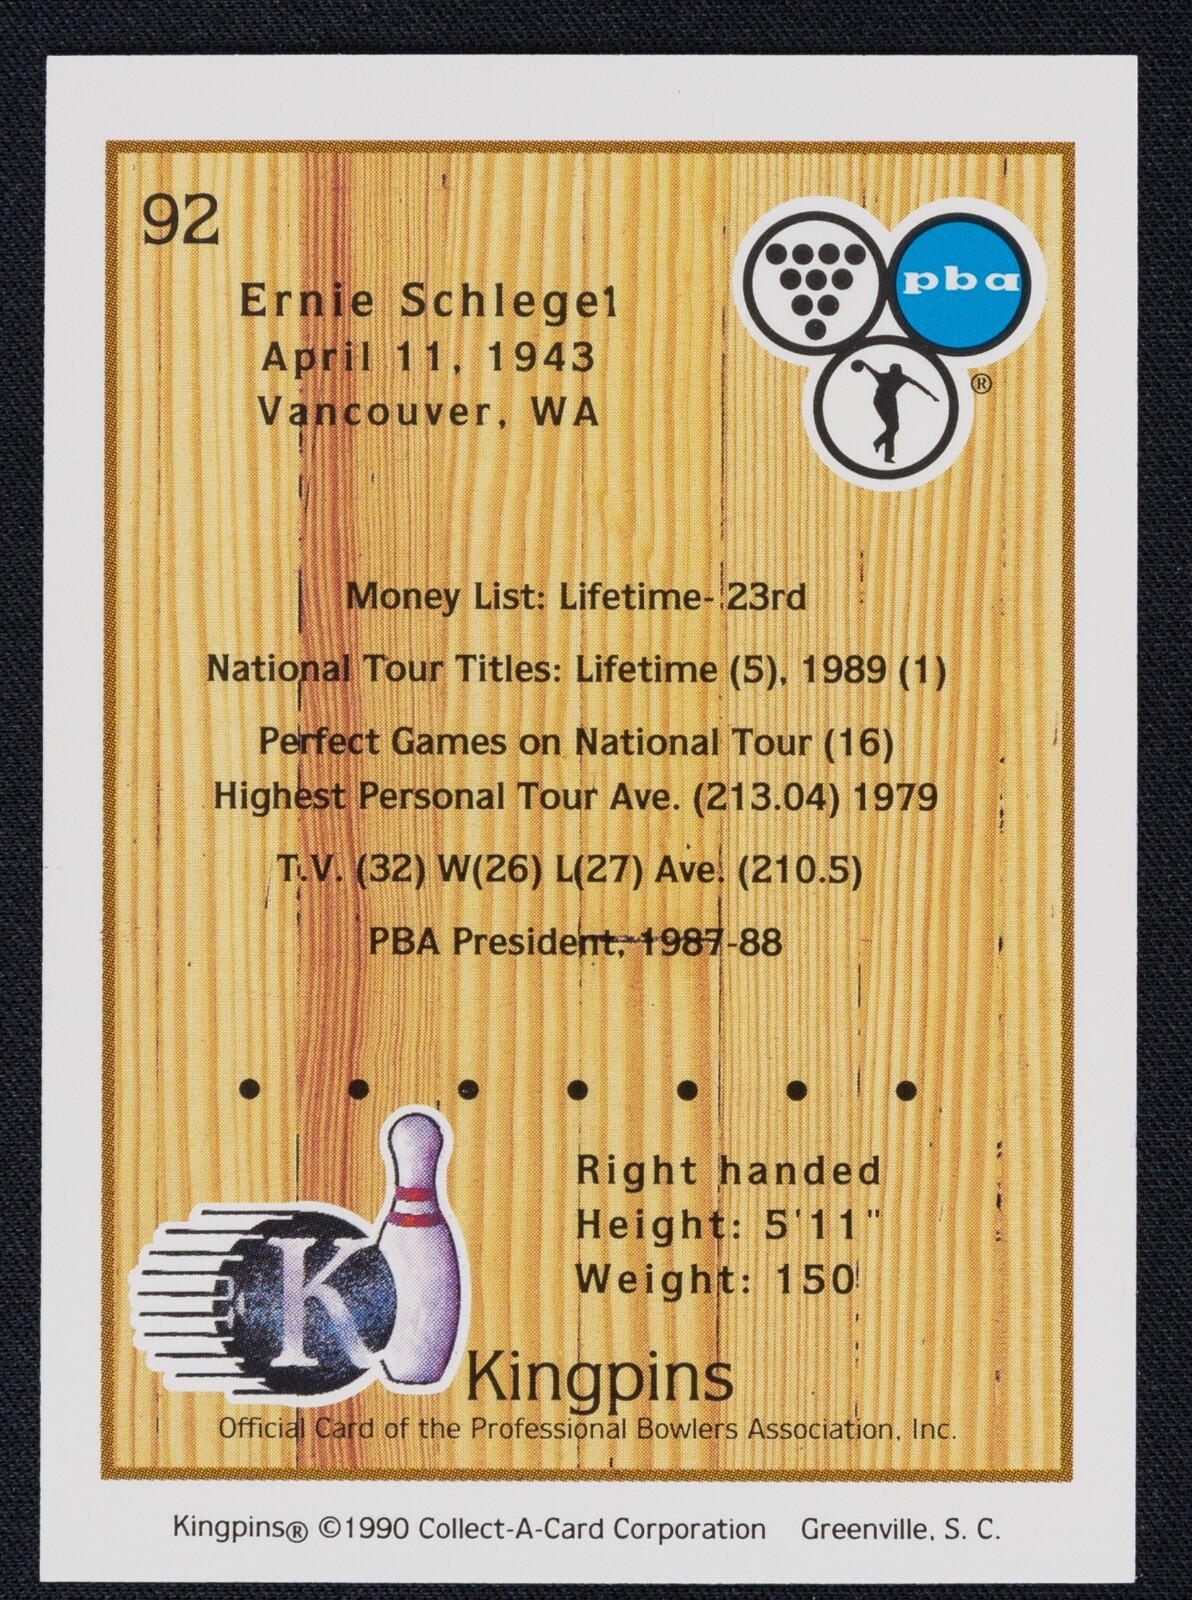 92
pba
®
Ernie Schlegel
April 11, 1943
Vancouver, WA
Money List: Lifetime- 23rd
National Tour Titles: Lifetime (5), 1989 (1)
Perfect Games on National Tour (16)
Highest Personal Tour Ave. (213.04) 1979
T.V. (32) W(26) L(27) Ave. (210.5)
PBA President, 1987-88
Right handed
Height: 5'11"
Weight: 150
K
Kingpins
Official Card of the Professional Bowlers Association, Inc.
Kingpins® ©1990 Collect-A-Card Corporation Greenville, S. C.